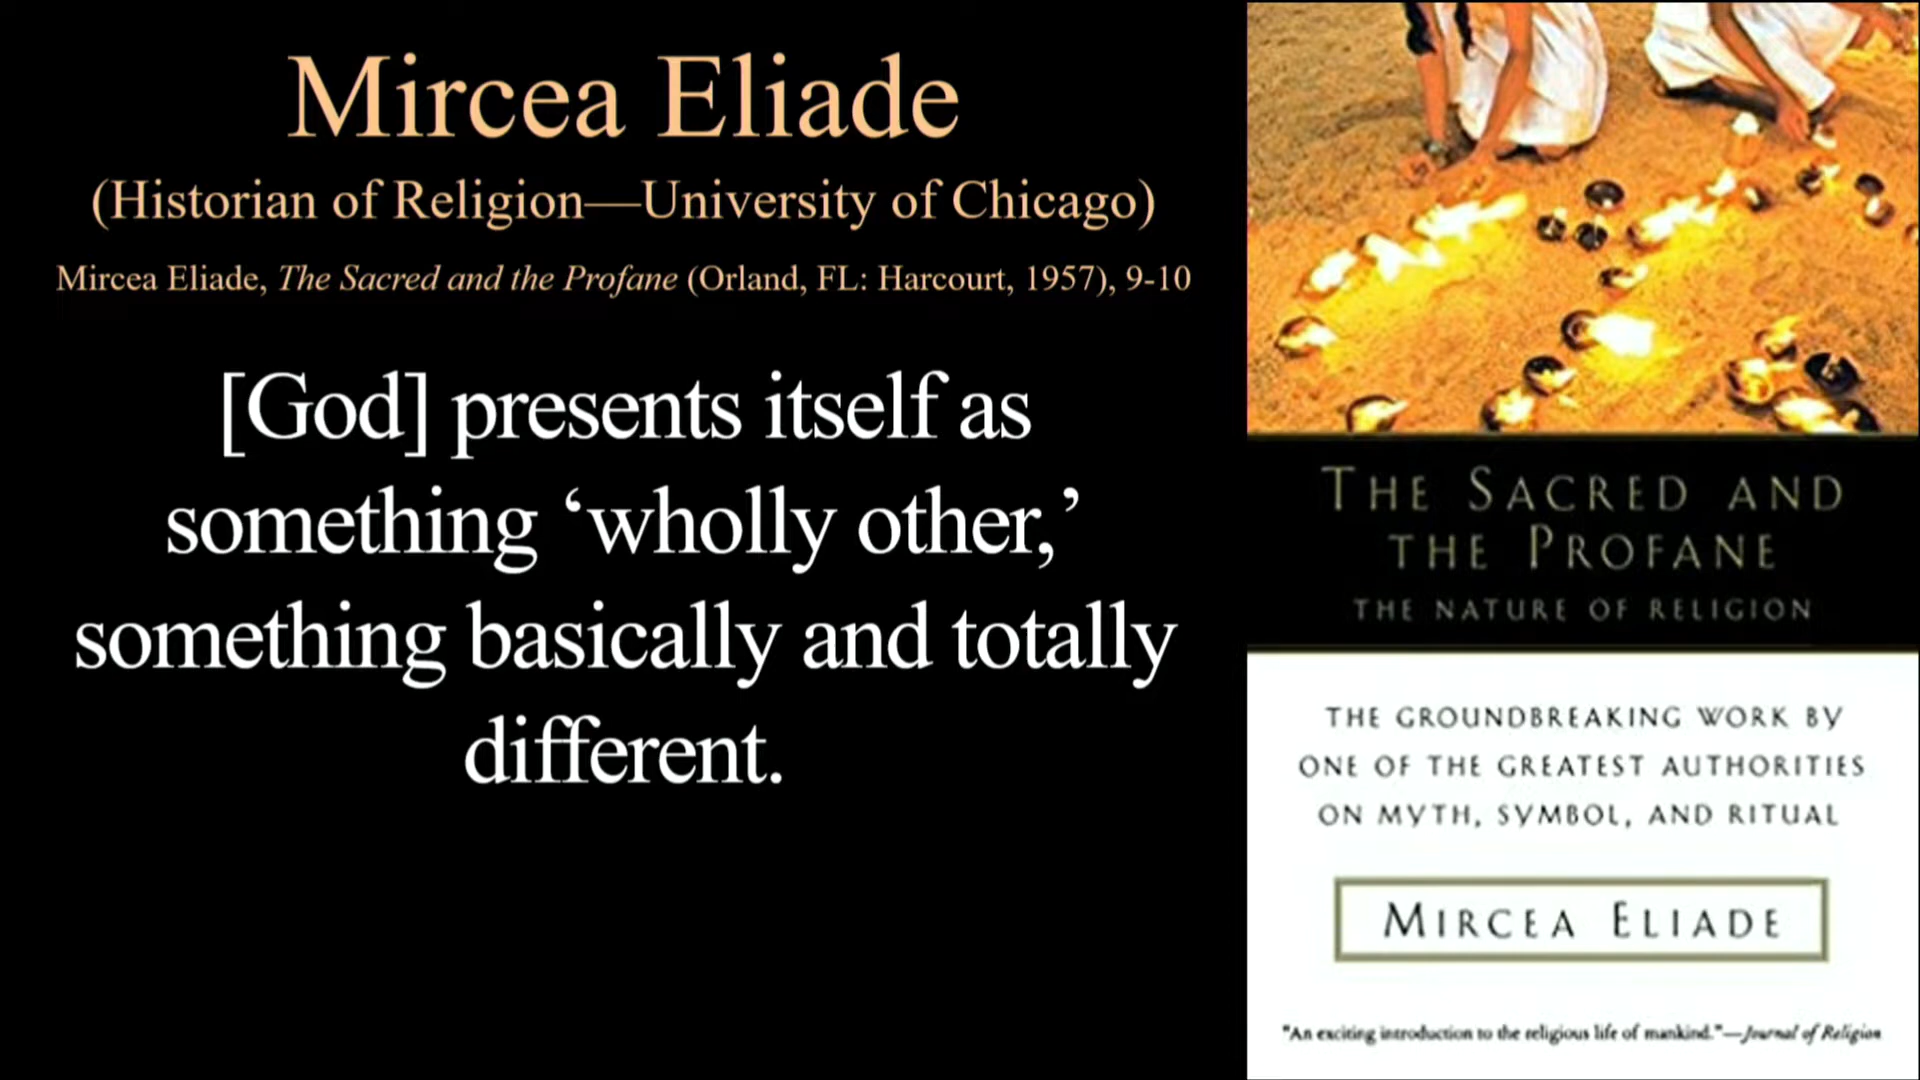 Mircea Eliade
(Historian of Religion—University of Chicago)
Mircea Eliade, The Sacred and the Profane (Orland, FL: Harcourt, 1957), 9-10
[God] presents itself as
something ‘wholly other,’
something basically and totally
different.
THE SACRED AND
THE PROFANE
THE NATURE OF RELIGION
THE GROUNDBREAKING WORK BY
ONE OF THE GREATEST AUTHORITIES
ON MYTH, SYMBOL, AND RITUAL
MIRCEA ELIADE
"An exciting introduction to the religious life of mankind."—Journal of Religion